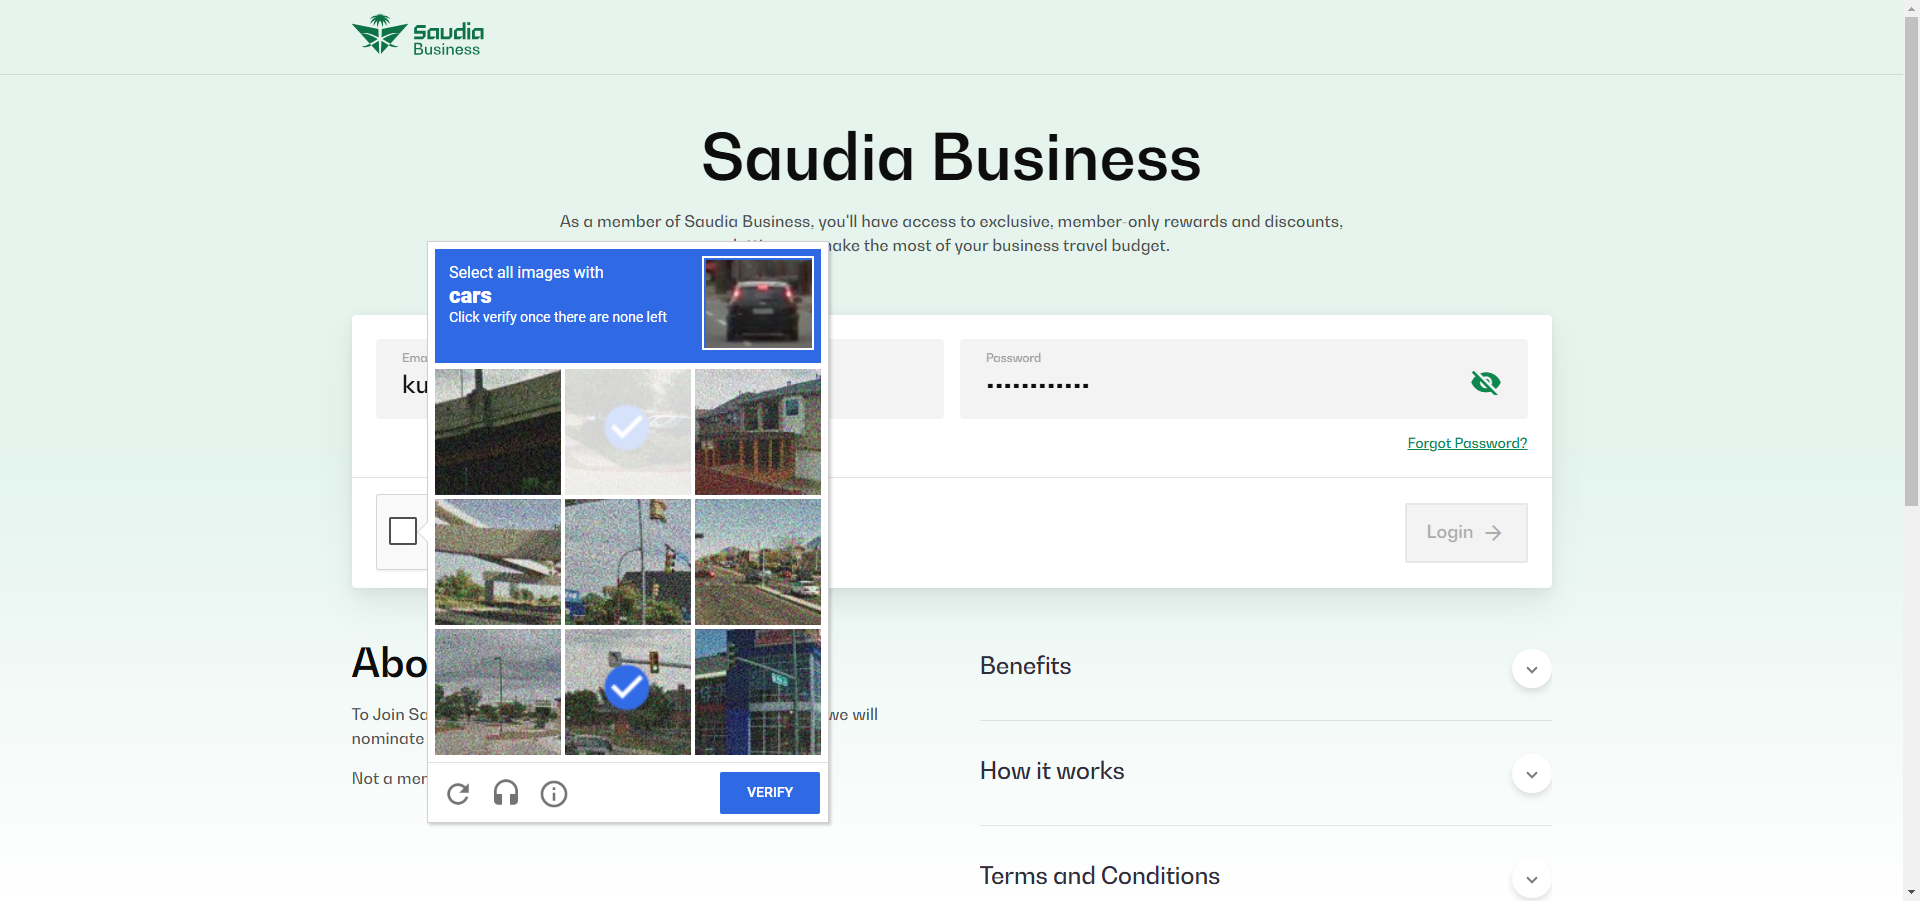 Saudia
Business
Saudia Business
As a member of Saudia Business, you'll have access to exclusive, member-only rewards and discounts,
make the most of your business travel budget.
Select all images with
cars
Click verify once there are none left
Ema
ku
Password
Forgot Password?
Login
VERIFY
Abo
To Join Sa
we will
nominate
Not a mer
Benefits
How it works
Terms and Conditions